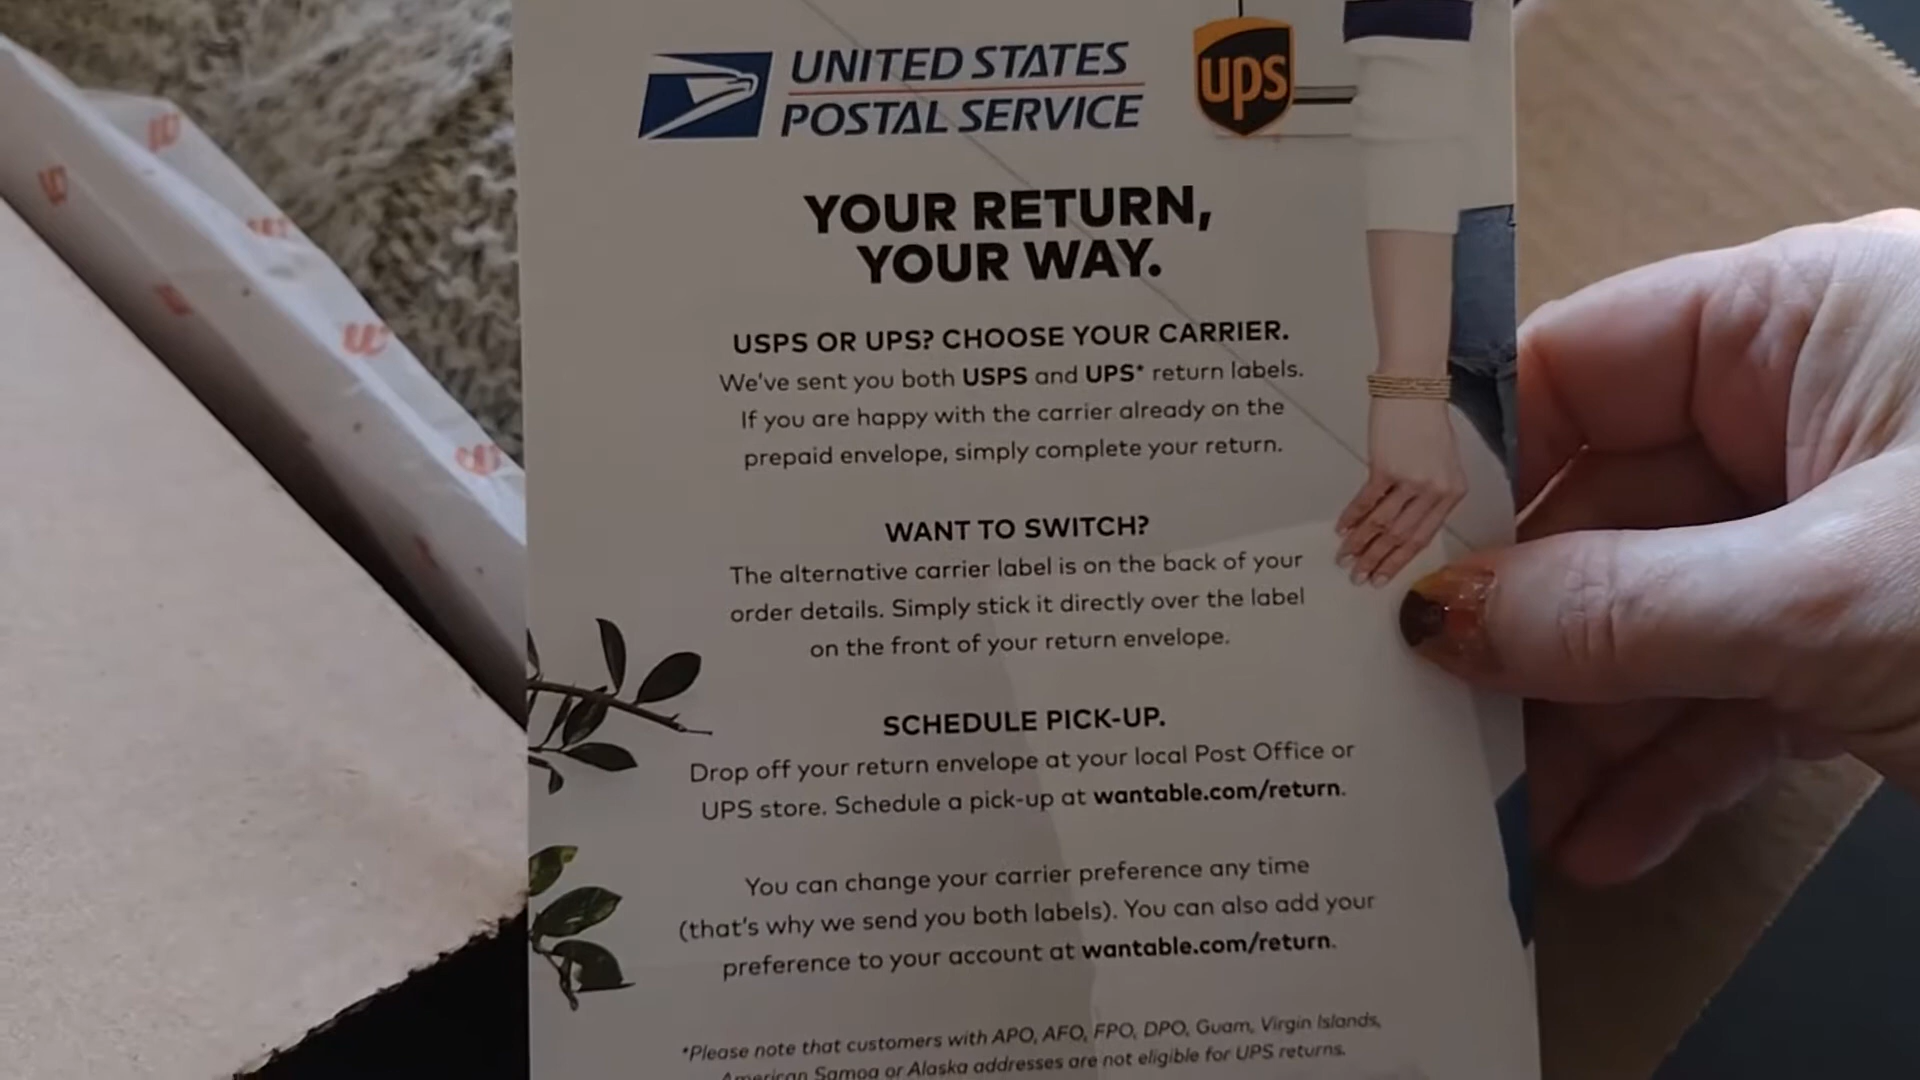 UNITED STATES
POSTAL SERVICE
ups
YOUR RETURN,
YOUR WAY.
USPS OR UPS? CHOOSE YOUR CARRIER.
We've sent you both USPS and UPS* return labels.
If you are happy with the carrier already on the
prepaid envelope, simply complete your return.
WANT TO SWITCH?
The alternative carrier label is on the back of your
order details. Simply stick it directly over the label
on the front of your return envelope.
SCHEDULE PICK-UP.
Drop off your return envelope at your local Post Office or
UPS store. Schedule a pick-up at wantable.com/return.
You can change your carrier preference any time
(that's why we send you both labels). You can also add your
preference to your account at wantable.com/return.
*Please note that customers with APO, AFO, FPO, DPO, Guam, Virgin Islands,
American Samoa or Alaska addresses are not eligible for UPS returns.